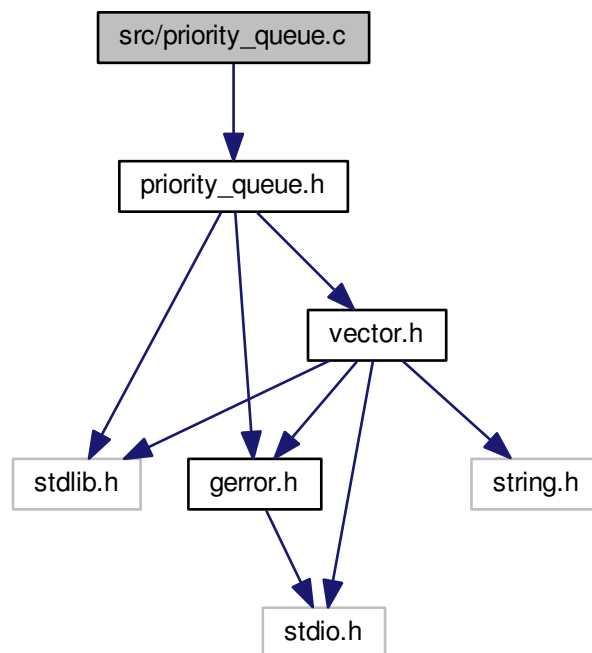 src/priority_queue.c
priority_queue.h
vector.h
stdlib.h
gerror.h
string.h
stdio.h